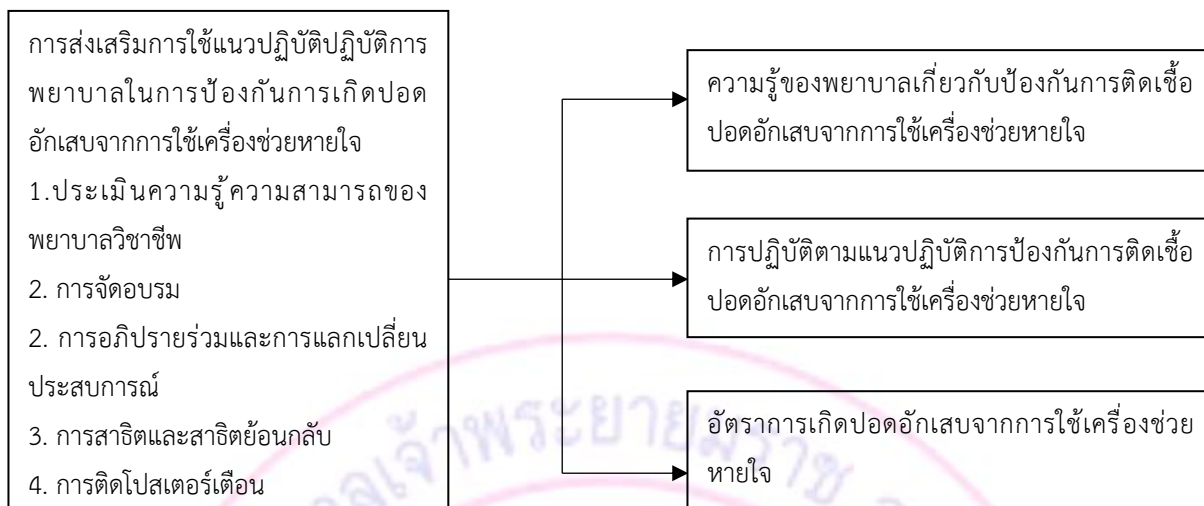 การส่งเสริมการใช้แนวปฏิบัติปฏิบัติการ
พยาบาลในการป้องกันการเกิดปอด
อักเสบจากการใช้เครื่องช่วยหายใจ
1.ประเมินความรู้ความสามารถของ
พยาบาลวิชาชีพ
2. การจัดอบรม
2. การอภิปรายร่วมและการแลกเปลี่ยน
ประสบการณ์
3. การสาธิตและสาธิตย้อนกลับ
4. การติดโปสเตอร์เตือน
ความรู้ของพยาบาลเกี่ยวกับป้องกันการติดเชื้อ
ปอดอักเสบจากการใช้เครื่องช่วยหายใจ
การปฏิบัติตามแนวปฏิบัติการป้องกันการติดเชื้อ
ปอดอักเสบจากการใช้เครื่องช่วยหายใจ
อัตราการเกิดปอดอักเสบจากการใช้เครื่องช่วย
หายใจ